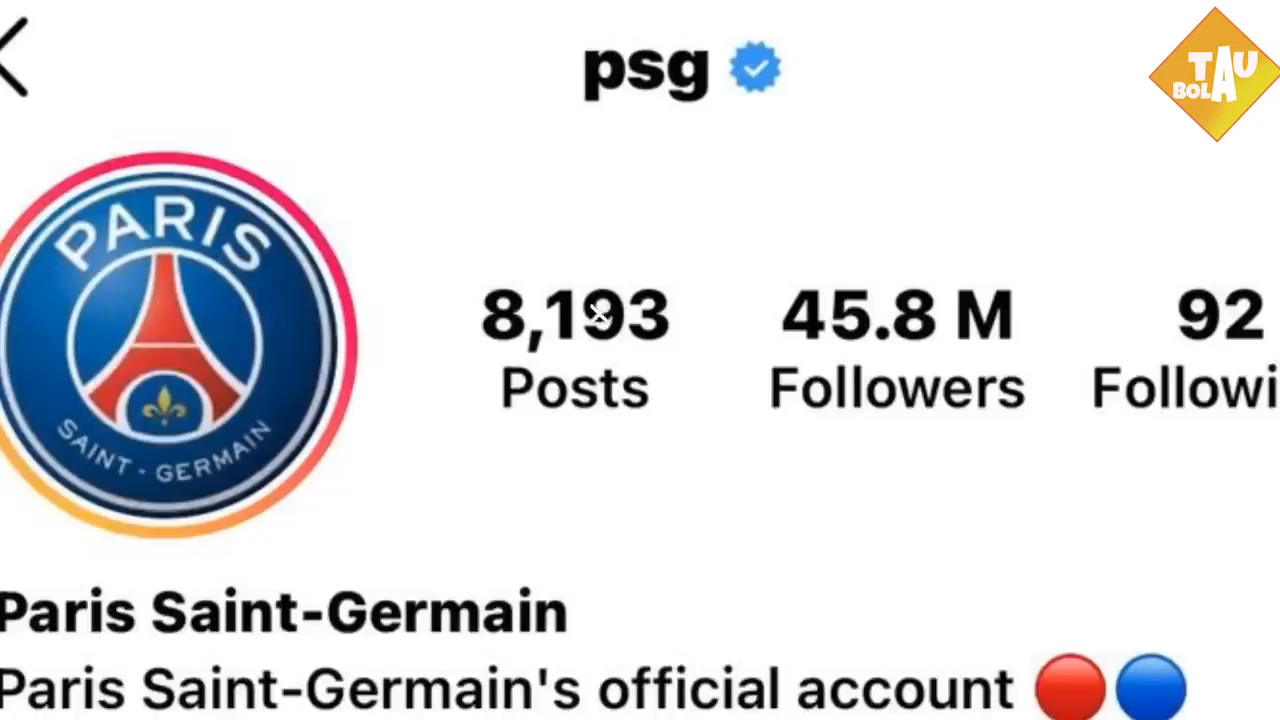 psg
TAU
BOLA
PARIS
SAINT-GERMAIN
8,193 45.8 M 92
Posts Followers Followi
Paris Saint-Germain
Paris Saint-Germain's official account